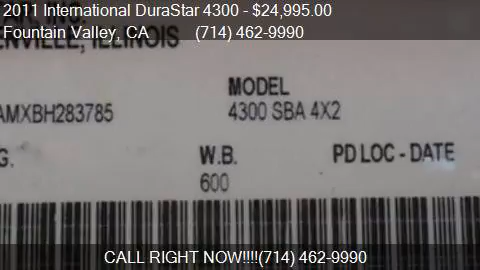 2011 International DuraStar 4300 - $24,995.00
Fountain Valley, CA (714) 462-9990
INC.
ILLINOIS
MODEL
AMXBH283785 4300 SBA 4X2
G. W.B. PD LOC - DATE
600
CALL RIGHT NOW!!!!(714) 462-9990